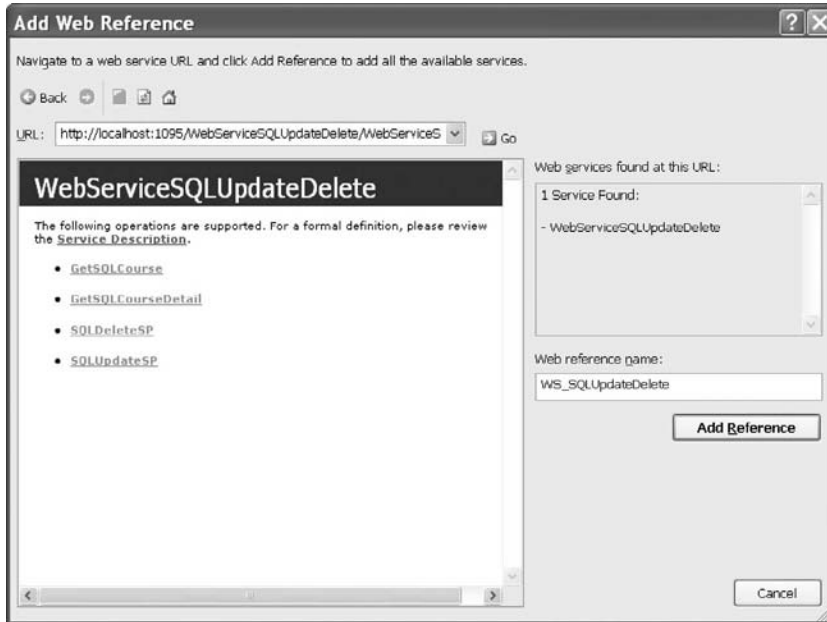 Add Web Reference
Navigate to a web service URL and click Add Reference to add all the available services.
Back
URL: http://localhost:1095/WebServiceSQLUpdateDelete/WebServiceS Go
WebServiceSQLUpdateDelete
The following operations are supported. For a formal definition, please review
the Service Description.
• GetSQLCourse
• GetSQLCourseDetail
• SQLDeleteSP
• SQLUpdateSP
Web services found at this URL:
1 Service Found:
- WebServiceSQLUpdateDelete
Web reference name:
WS_SQLUpdateDelete
Add Reference
Cancel